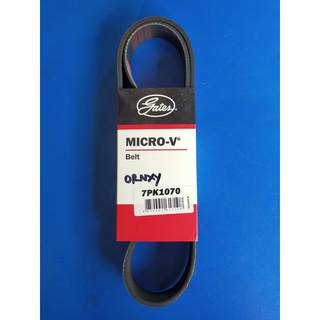 Gates
MICRO-V®
Belt
ORNXY
7PK1070